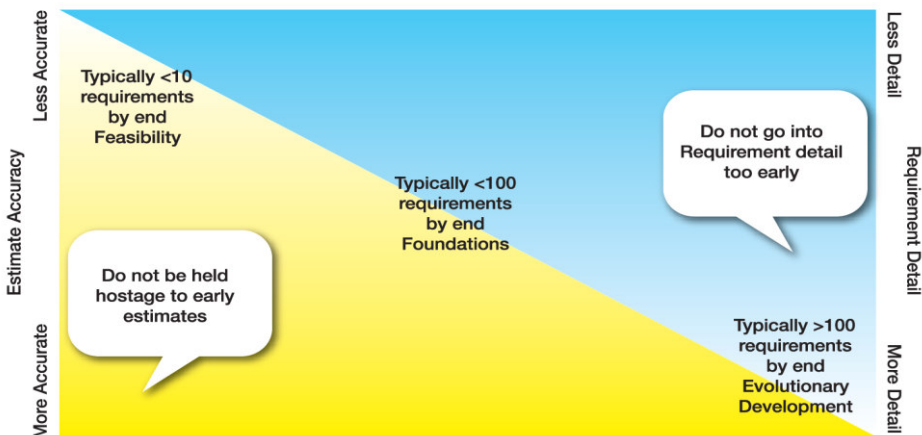 Less Accurate
Estimate Accuracy
More Accurate
Typically <10
requirements
by end
Feasibility
Do not be held
hostage to early
estimates
Typically <100
requirements
by end
Foundations
Do not go into
Requirement detail
too early
Typically >100
requirements
by end
Evolutionary
Development
Less Detail
Requirement Detail
More Detail